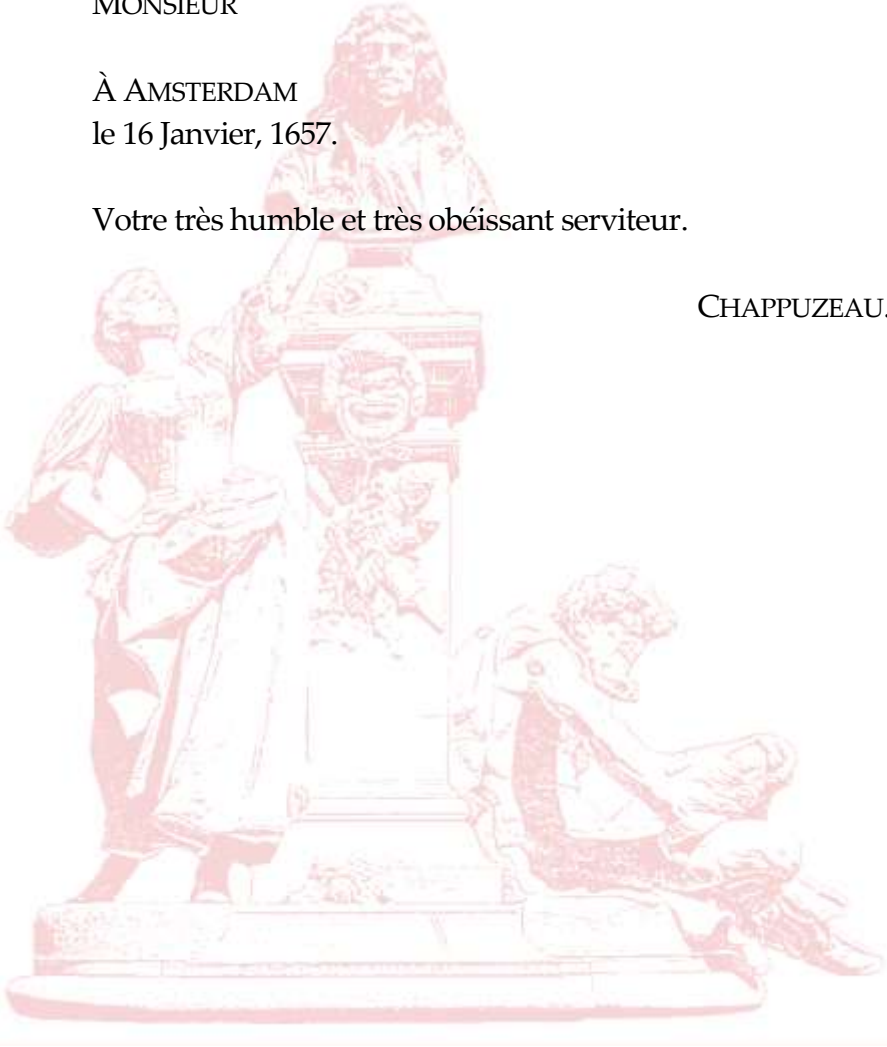 MONSIEUR
À AMSTERDAM
le 16 Janvier, 1657.
Votre très humble et très obéissant serviteur.
CHAPPUZEAU.